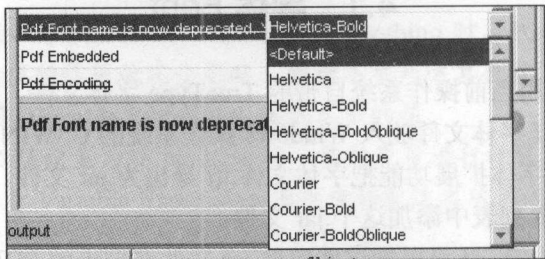 Pdf Font name is now deprecated. Helvetica-Bold
Pdf Embedded
Pdf Encoding
<Default>
Helvetica
Helvetica-Bold
Helvetica-BoldOblique
Helvetica-Oblique
Courier
Courier-Bold
Courier-BoldOblique
Pdf Font name is now deprecat
output